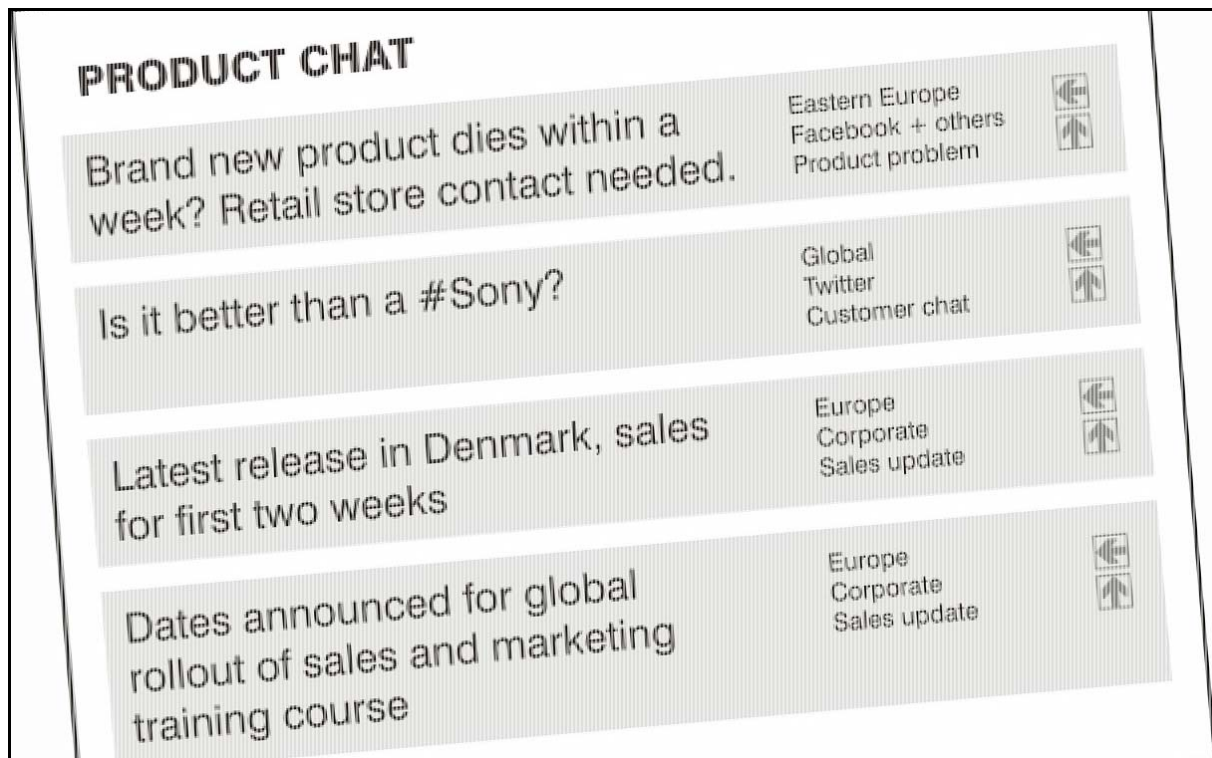 PRODUCT CHAT
Brand new product dies within a
week? Retail store contact needed.
Eastern Europe
Facebook + others
Product problem
Is it better than a #Sony?
Global
Twitter
Customer chat
Latest release in Denmark, sales
for first two weeks
Europe
Corporate
Sales update
Dates announced for global
rollout of sales and marketing
training course
Europe
Corporate
Sales update